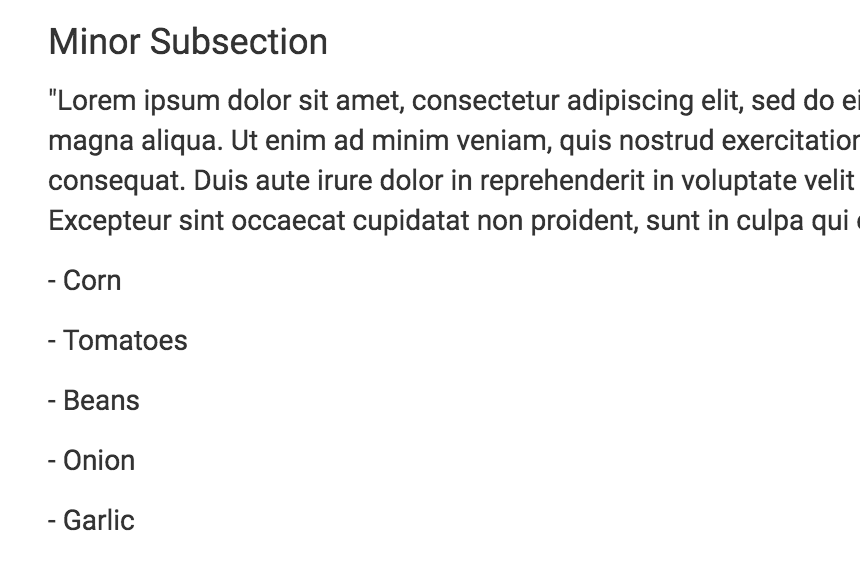 Minor Subsection
"Lorem ipsum dolor sit amet, consectetur adipiscing elit, sed do
magna aliqua. Ut enim ad minim veniam, quis nostrud exercitation
consequat. Duis aute irure dolor in reprehenderit in voluptate velit
Excepteur sint occaecat cupidatat non proident, sunt in culpa qui
- Corn
- Tomatoes
- Beans
- Onion
- Garlic